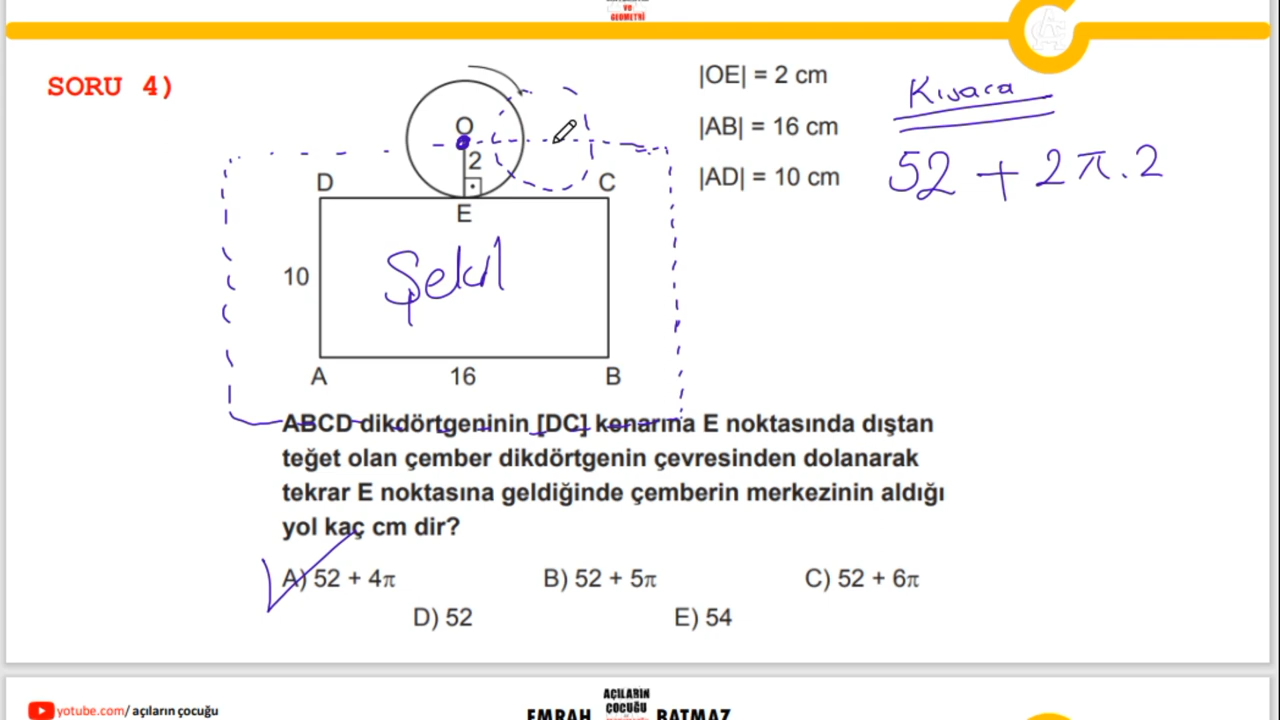 VE
GEOMETRİ
SORU 4)
|OE| = 2 cm
|AB| = 16 cm
|AD| = 10 cm
Kısaca
52 + 2π.2
O
2
D
C
E
10
Şekil
A
16
B
ABCD dikdörtgeninin [DC] kenarına E noktasında dıştan
teğet olan çember dikdörtgenin çevresinden dolanarak
tekrar E noktasına geldiğinde çemberin merkezinin aldığı
yol kaç cm dir?
A) 52 + 4π
B) 52 + 5π
C) 52 + 6π
D) 52
E) 54
yotube.com/ açıların çocuğu
EMRAH
AÇILARIN
ÇOCUĞU
BATMAZ